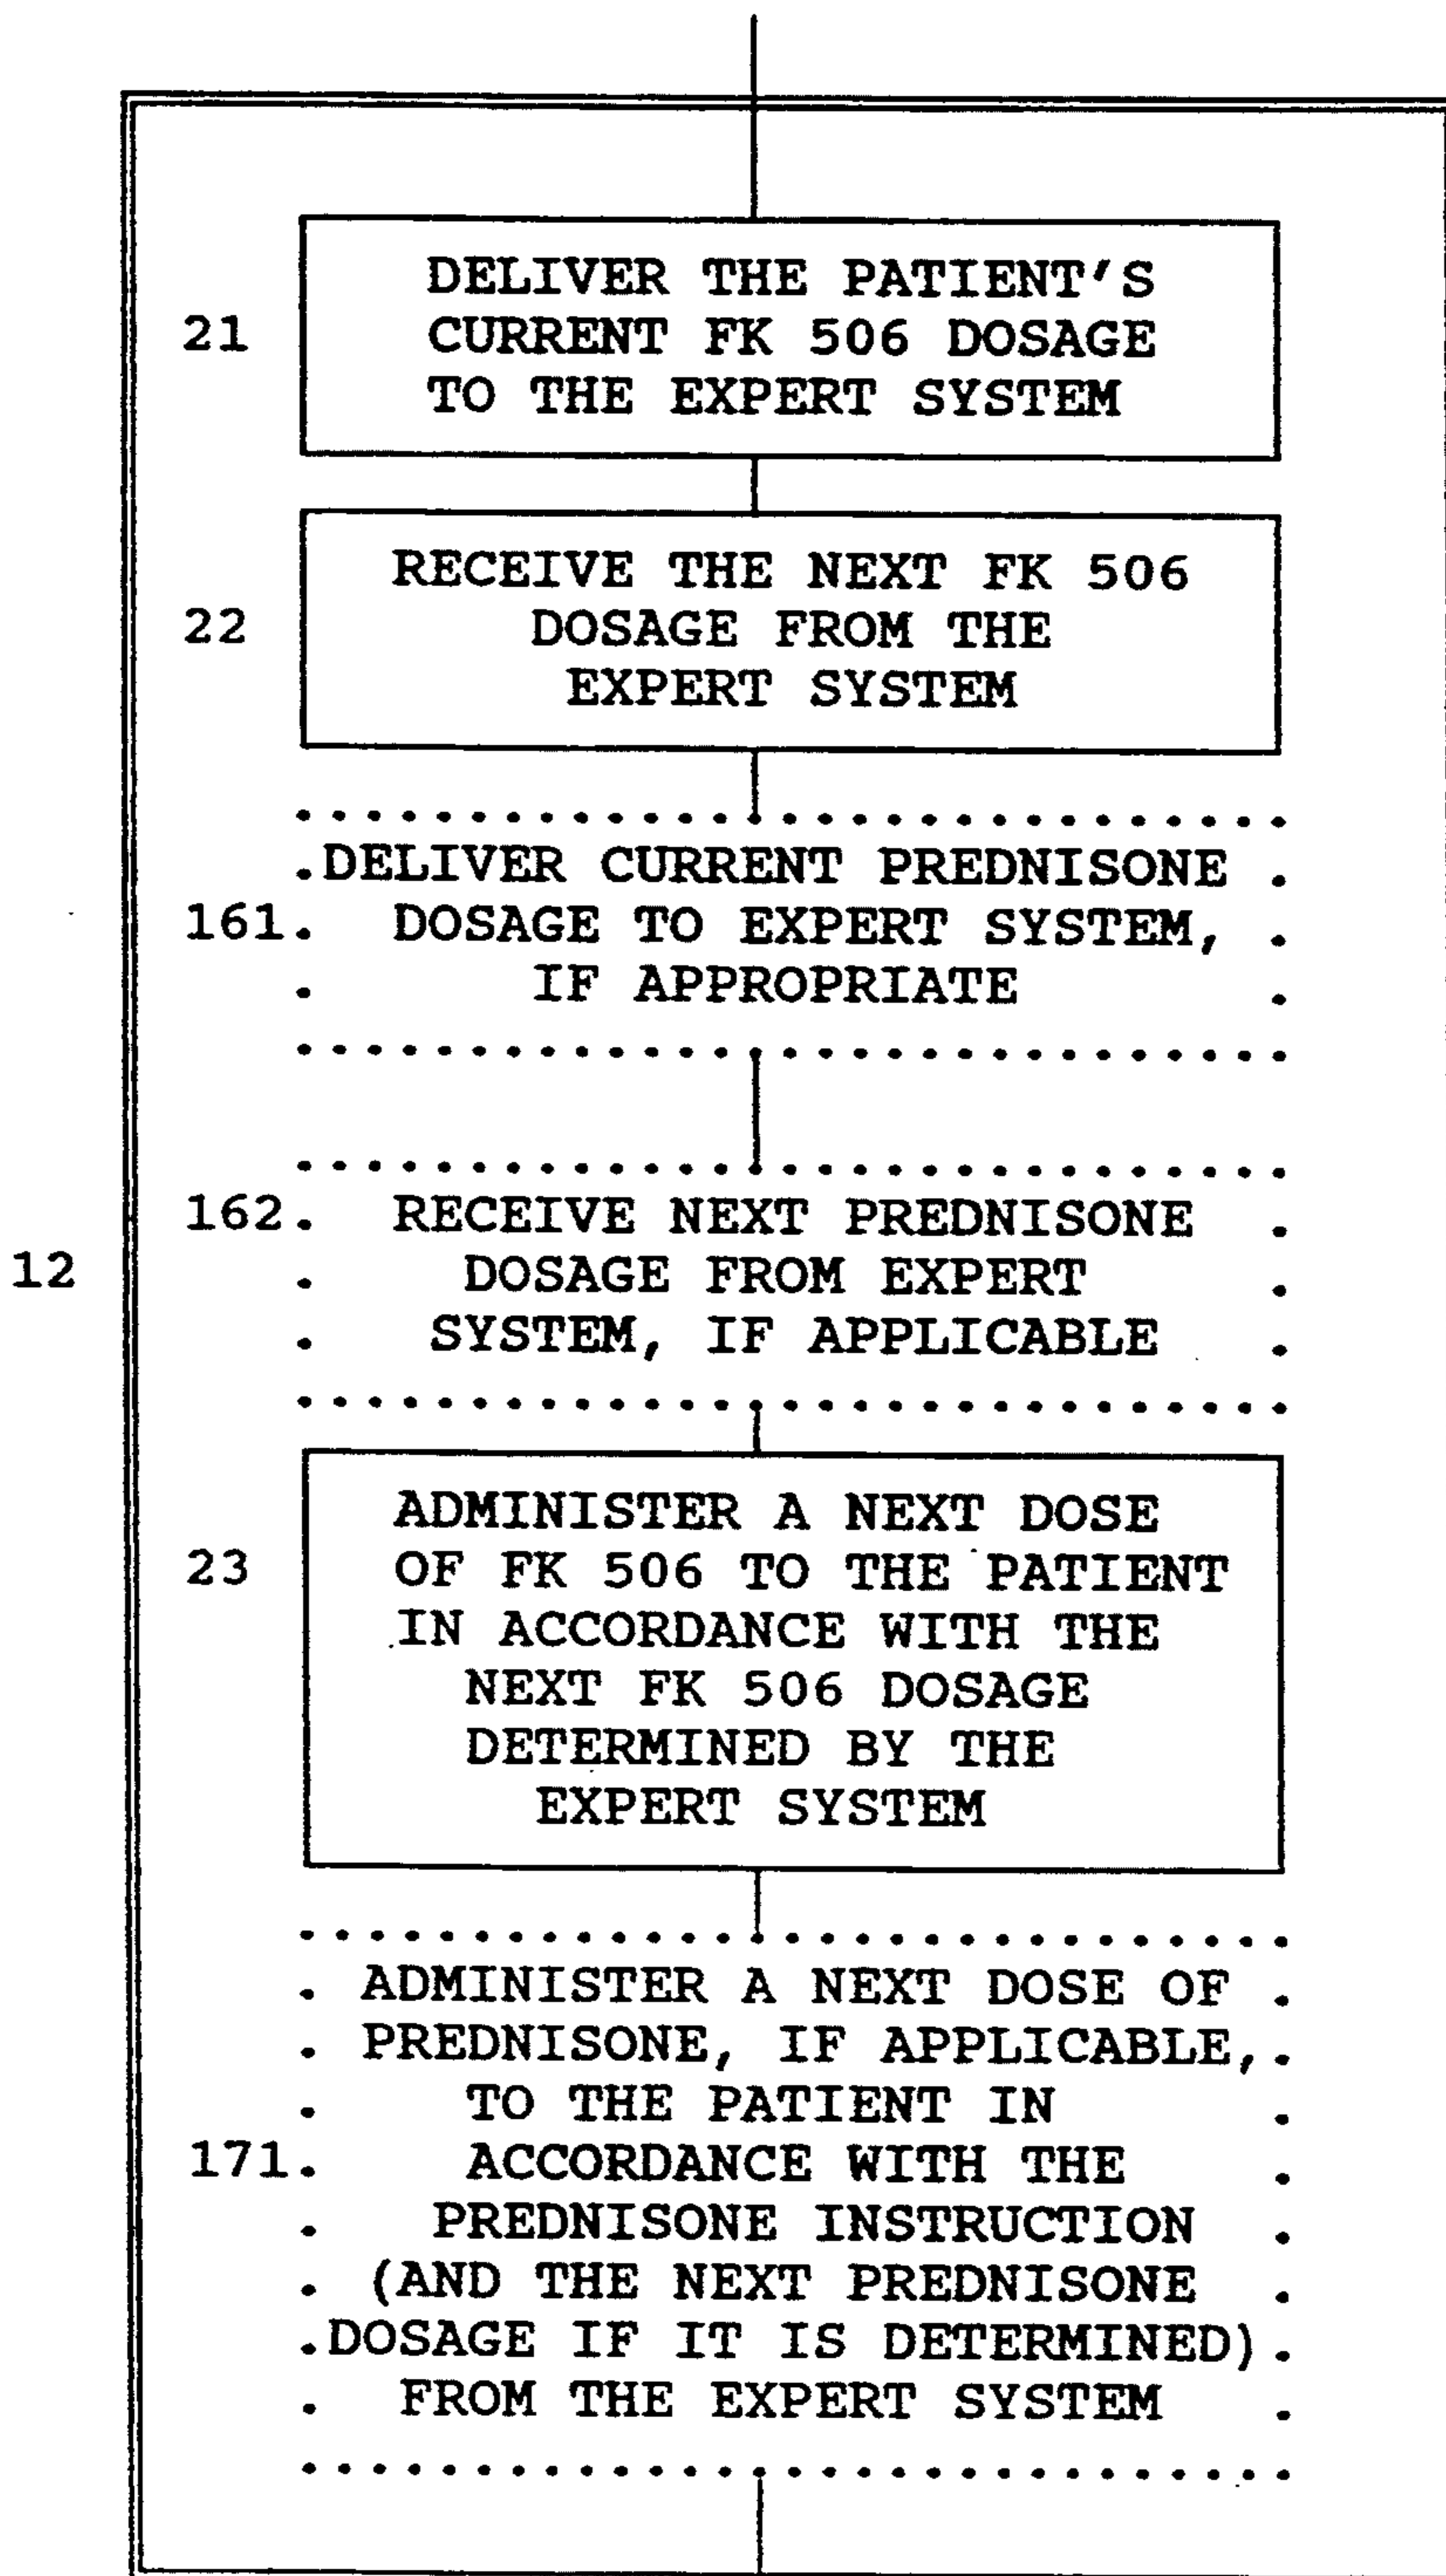 DELIVER THE PATIENT'S
21 CURRENT FK 506 DOSAGE
TO THE EXPERT SYSTEM
RECEIVE THE NEXT FK 506
22 DOSAGE FROM THE
EXPERT SYSTEM
DELIVER CURRENT PREDNISONE
161 DOSAGE TO EXPERT SYSTEM,
IF APPROPRIATE
162 RECEIVE NEXT PREDNISONE
12 DOSAGE FROM EXPERT
SYSTEM, IF APPLICABLE
ADMINISTER A NEXT DOSE
23 OF FK 506 TO THE PATIENT
IN ACCORDANCE WITH THE
NEXT FK 506 DOSAGE
DETERMINED BY THE
EXPERT SYSTEM
ADMINISTER A NEXT DOSE OF
PREDNISONE, IF APPLICABLE,
TO THE PATIENT IN
171 ACCORDANCE WITH THE
PREDNISONE INSTRUCTION
(AND THE NEXT PREDNISONE
DOSAGE IF IT IS DETERMINED)
FROM THE EXPERT SYSTEM